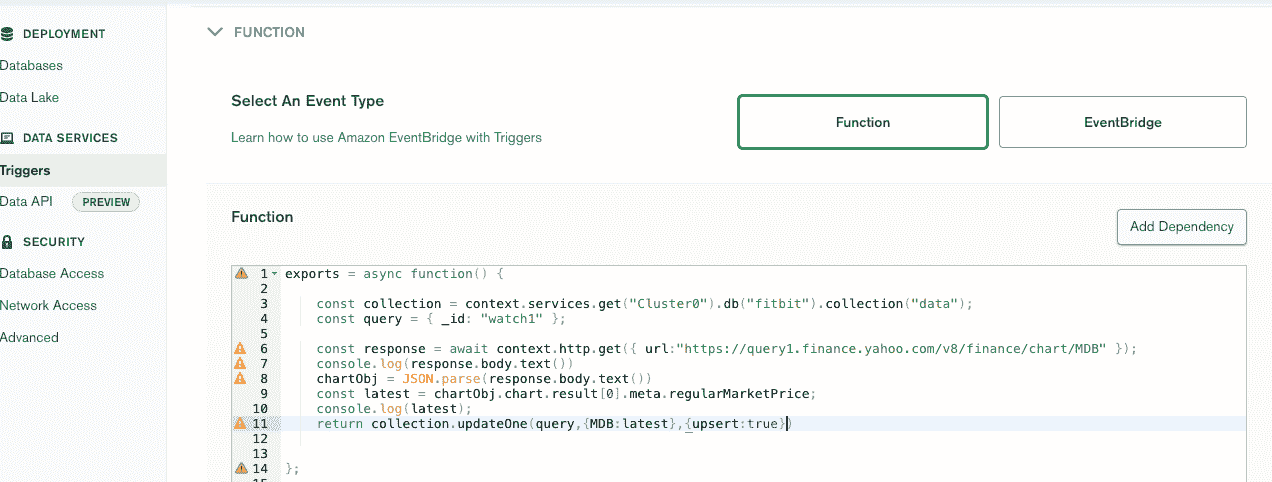 DEPLOYMENT
Databases
Data Lake
DATA SERVICES
Triggers
Data API PREVIEW
SECURITY
Database Access
Network Access
Advanced
FUNCTION
Select An Event Type
Learn how to use Amazon EventBridge with Triggers
Function
EventBridge
Function
Add Dependency
1 exports = async function() {
2
3 const collection = context.services.get("Cluster0").db("fitbit").collection("data");
4 const query = { _id: "watch1" };
5
6 const response = await context.http.get({ url:"https://query1.finance.yahoo.com/v8/finance/chart/MDB" });
7 console.log(response.body.text())
8 chartObj = JSON.parse(response.body.text())
9 const latest = chartObj.chart.result[0].meta.regularMarketPrice;
10 console.log(latest);
11 return collection.updateOne(query,{MDB:latest},{upsert:true})
12
13
14 };